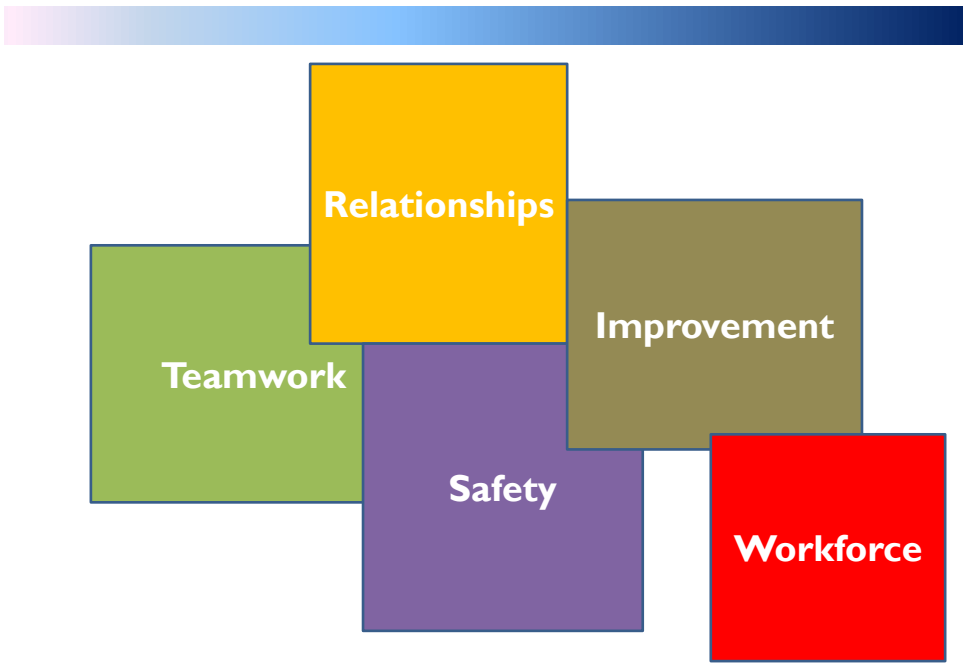 Relationships
Improvement
Teamwork
Safety
Workforce